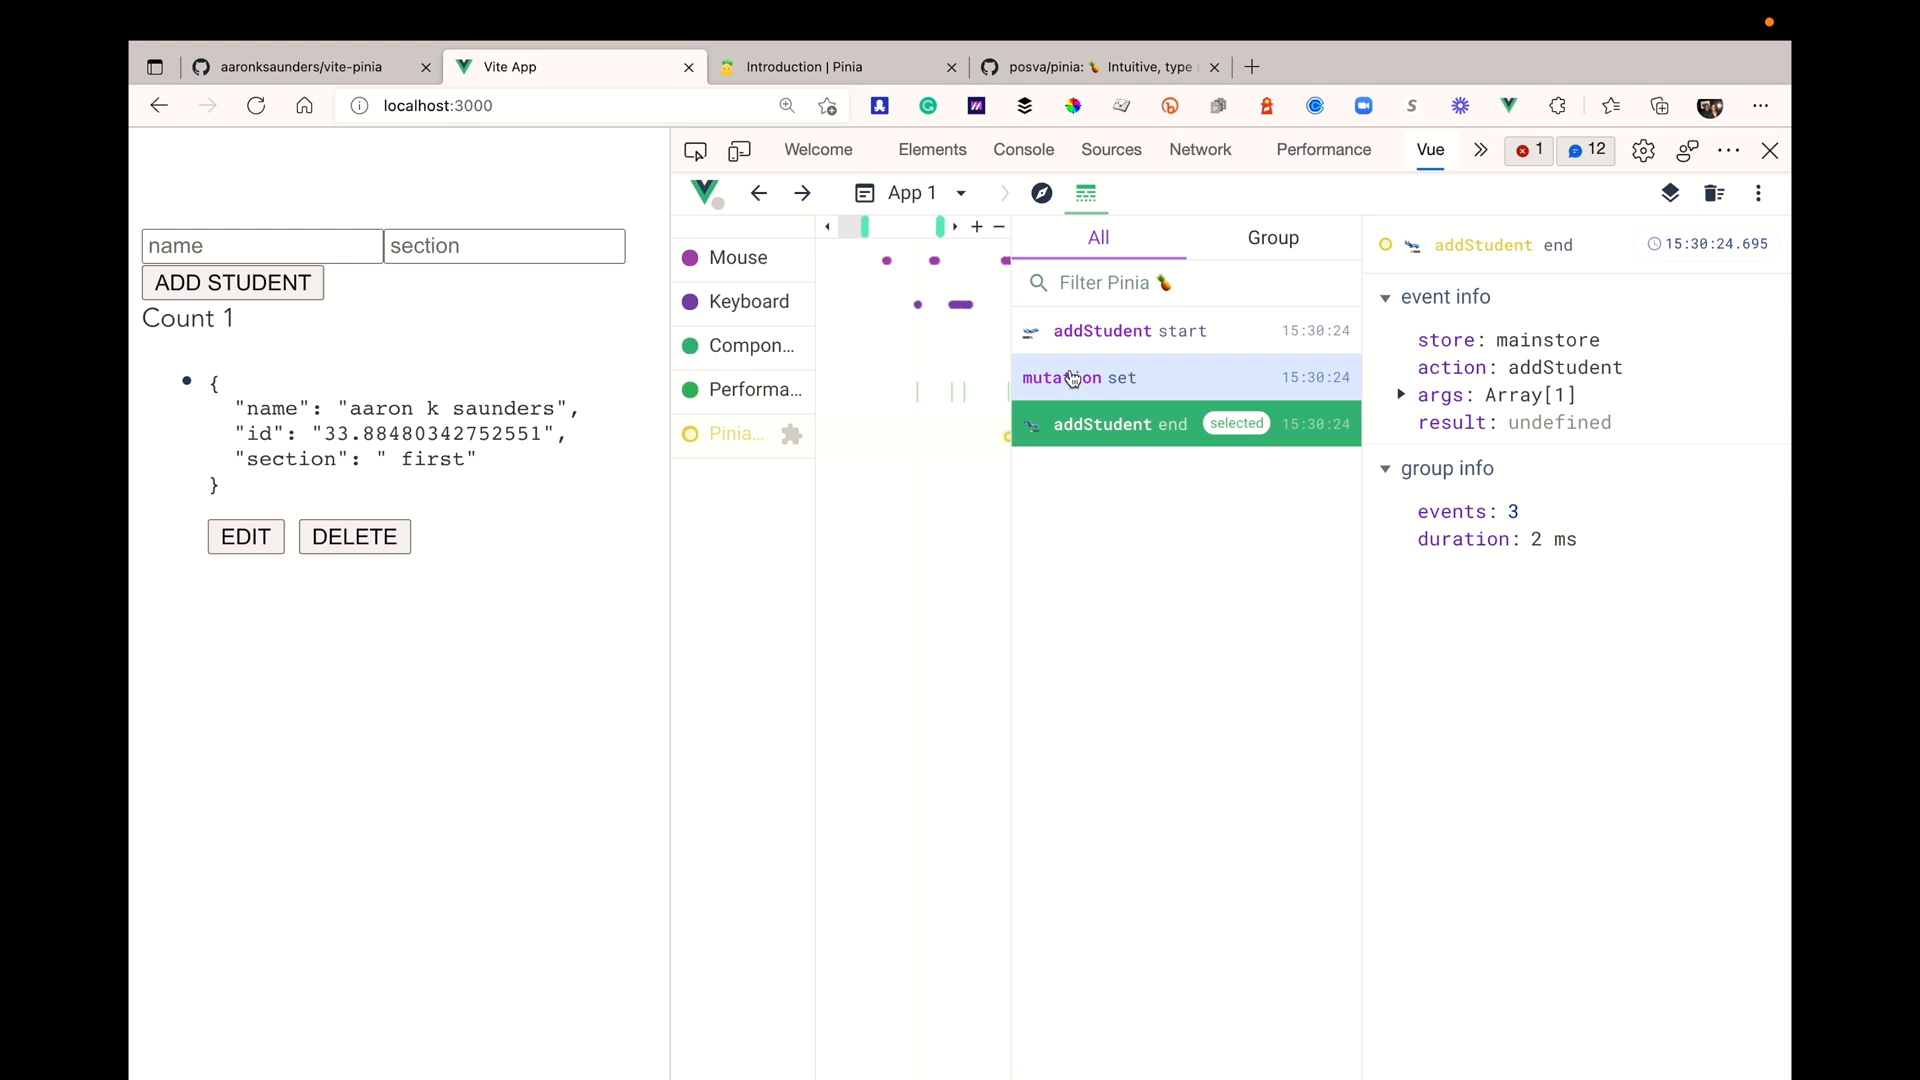 aaronksaunders/vite-pinia
Vite App
Introduction | Pinia
posva/pinia: 🍍 Intuitive, type s
localhost:3000
Welcome
Elements
Console
Sources
Network
Performance
Vue
1
12
App 1
name
section
ADD STUDENT
Count 1
{
"name": "aaron k saunders",
"id": "33.88480342752551",
"section": " first"
}
EDIT
DELETE
Mouse
Keyboard
Compon...
Performa...
Pinia...
All
Group
Filter Pinia 🍍
addStudent start 15:30:24
mutation set 15:30:24
addStudent end selected 15:30:24
addStudent end 15:30:24.695
event info
store: mainstore
action: addStudent
args: Array[1]
result: undefined
group info
events: 3
duration: 2 ms